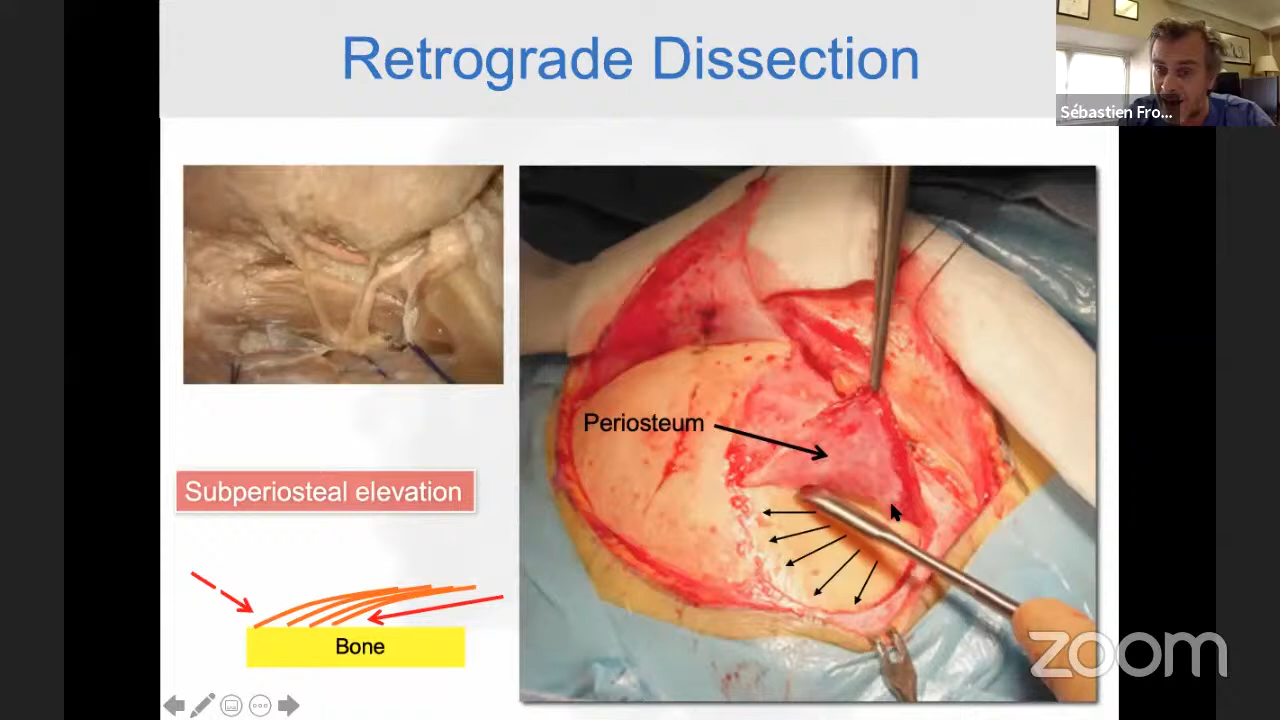 Retrograde Dissection
Sébastien Fro...
Periosteum
Subperiosteal elevation
Bone
zoom